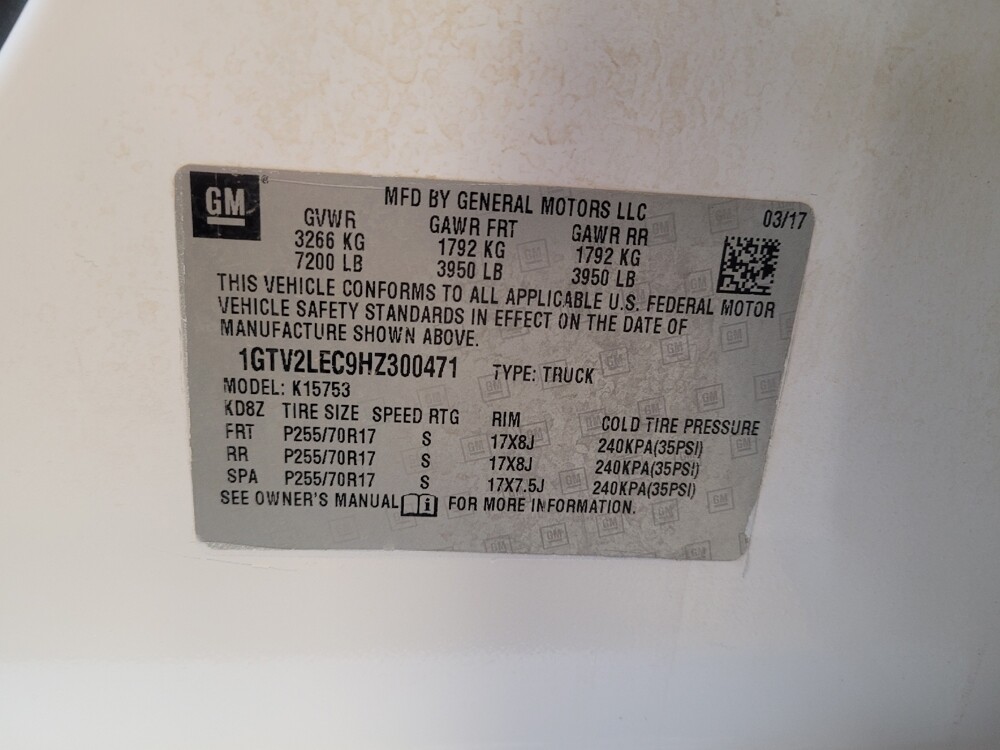 GM
MFD BY GENERAL MOTORS LLC 03/17
GVWR GAWR FRT GAWR RR
3266 KG 1792 KG 1792 KG
7200 LB 3950 LB 3950 LB
THIS VEHICLE CONFORMS TO ALL APPLICABLE U.S. FEDERAL MOTOR
VEHICLE SAFETY STANDARDS IN EFFECT ON THE DATE OF
MANUFACTURE SHOWN ABOVE.
1GTV2LEC9HZ300471 TYPE: TRUCK
MODEL: K15753
KD8Z TIRE SIZE SPEED RTG RIM COLD TIRE PRESSURE
FRT P255/70R17 S 17X8J 240KPA(35PSI)
RR P255/70R17 S 17X8J 240KPA(35PSI)
SPA P255/70R17 S 17X7.5J 240KPA(35PSI)
SEE OWNER'S MANUAL i FOR MORE INFORMATION.